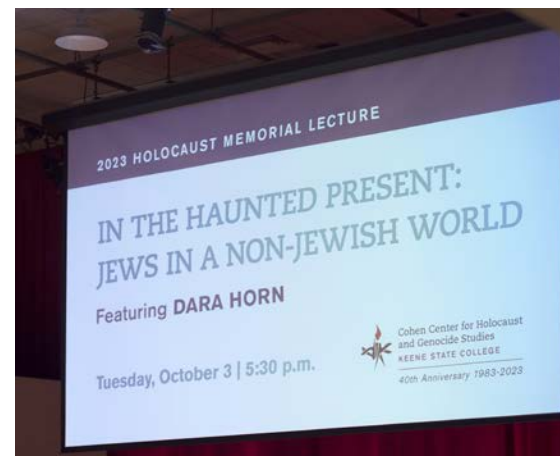 2023 HOLOCAUST MEMORIAL LECTURE
IN THE HAUNTED PRESENT:
JEWS IN A NON-JEWISH WORLD
Featuring DARA HORN
Tuesday, October 3 | 5:30 p.m.
Cohen Center for Holocaust
and Genocide Studies
KEENE STATE COLLEGE
40th Anniversary 1983-2023